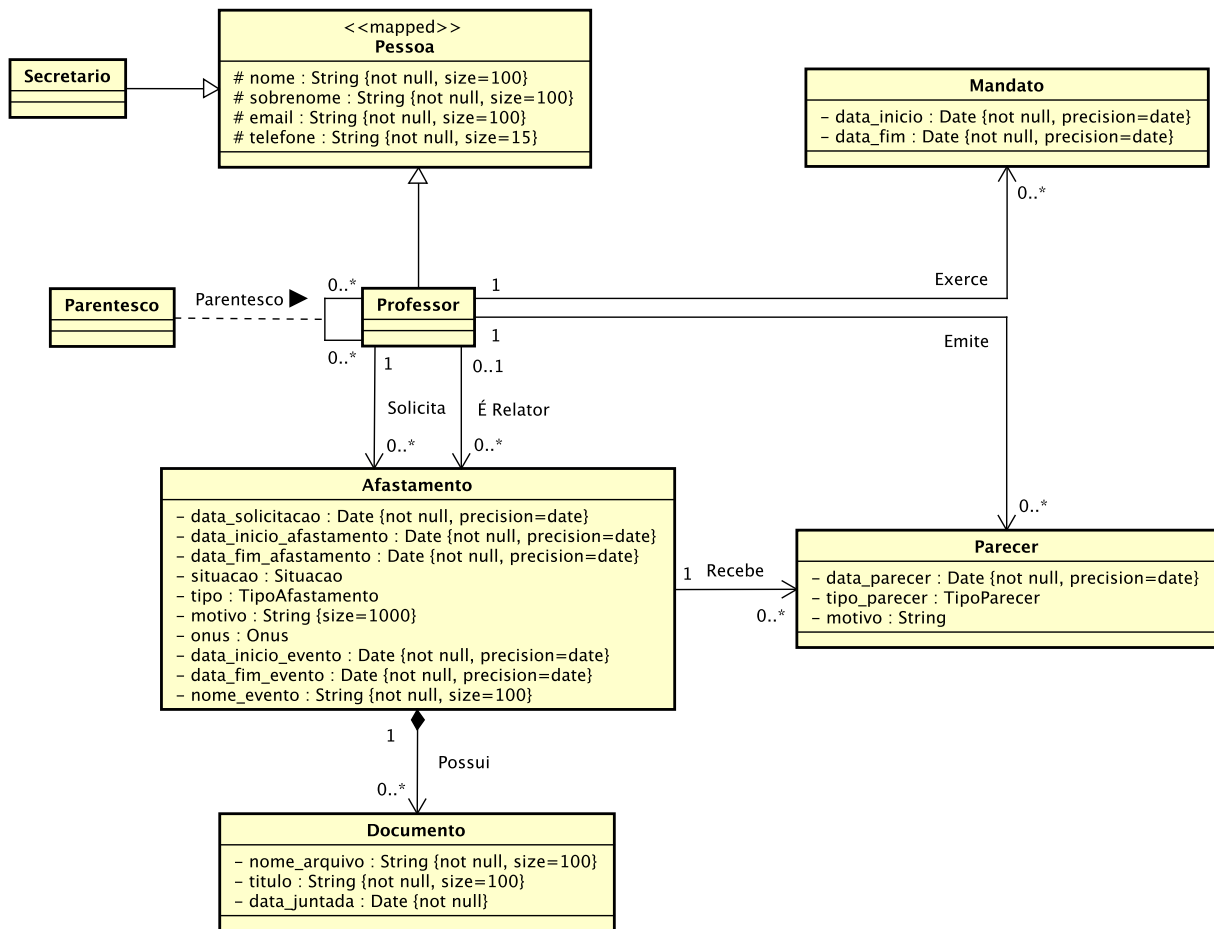 <<mapped>>
Pessoa
# nome : String {not null, size=100}
# sobrenome : String {not null, size=100}
# email : String {not null, size=100}
# telefone : String {not null, size=15}
Secretario
Mandato
- data_inicio : Date {not null, precision=date}
- data_fim : Date {not null, precision=date}
0..*
Exerce
1
Parentesco
Parentesco ▶
0..*
0..*
Professor
1
Emite
1
Solicita
0..*
0..1
É Relator
0..*
0..*
Afastamento
- data_solicitacao : Date {not null, precision=date}
- data_inicio_afastamento : Date {not null, precision=date}
- data_fim_afastamento : Date {not null, precision=date}
- situacao : Situacao
- tipo : TipoAfastamento
- motivo : String {size=1000}
- onus : Onus
- data_inicio_evento : Date {not null, precision=date}
- data_fim_evento : Date {not null, precision=date}
- nome_evento : String {not null, size=100}
1 Recebe
0..*
Parecer
- data_parecer : Date {not null, precision=date}
- tipo_parecer : TipoParecer
- motivo : String
1
Possui
0..*
Documento
- nome_arquivo : String {not null, size=100}
- titulo : String {not null, size=100}
- data_juntada : Date {not null}